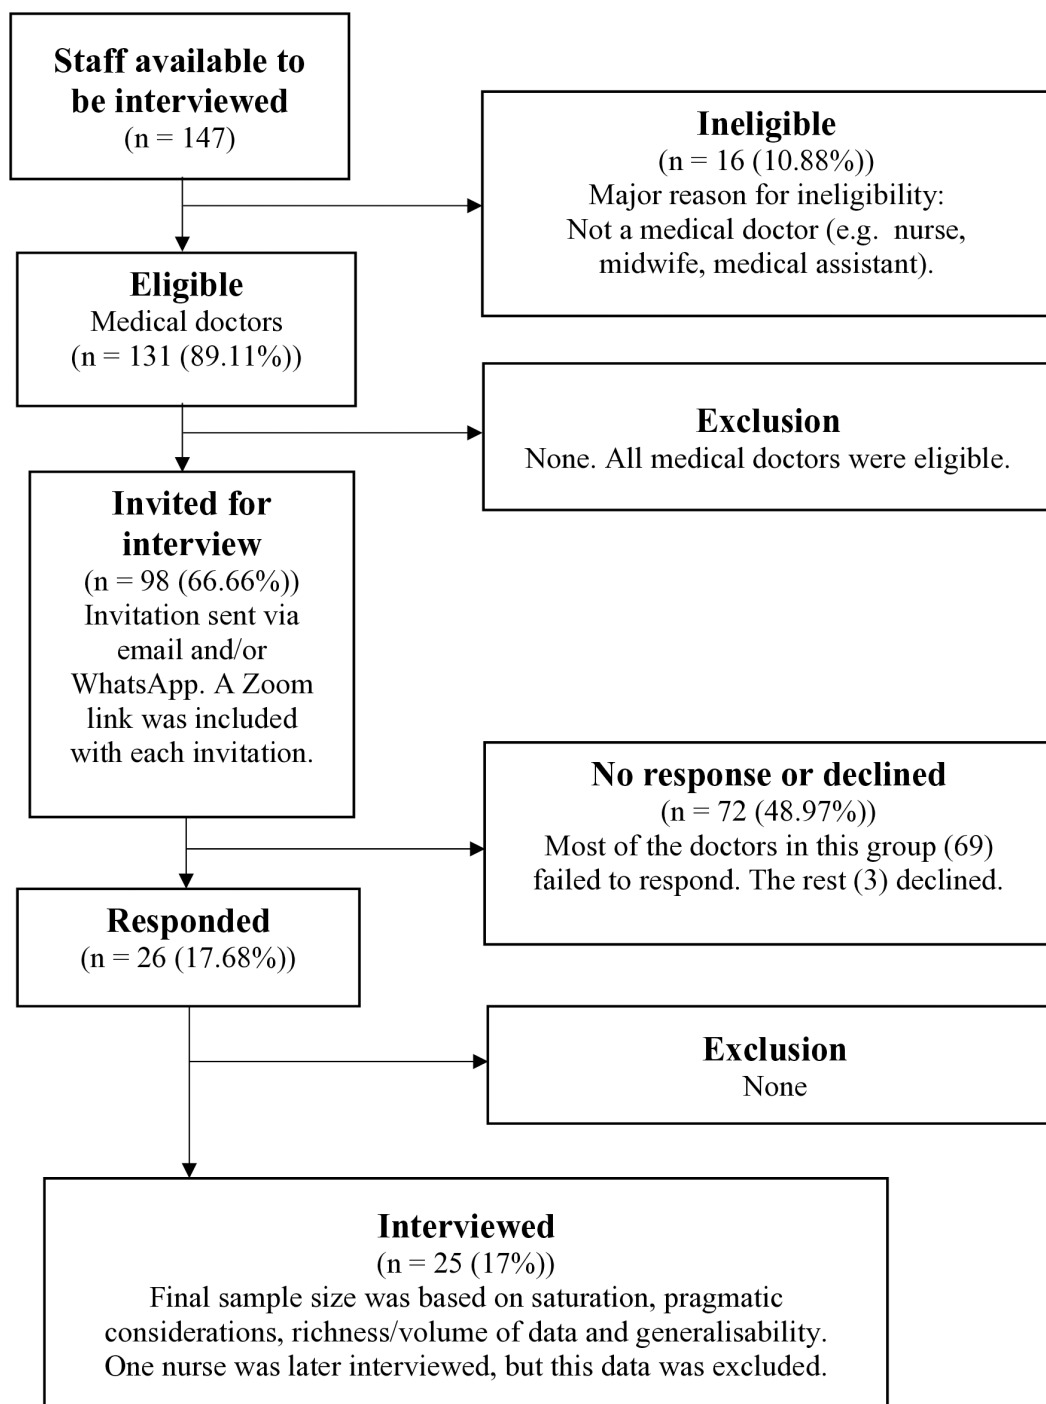 Staff available to
be interviewed
(n = 147)
Ineligible
(n = 16 (10.88%))
Major reason for ineligibility:
Not a medical doctor (e.g. nurse,
midwife, medical assistant).
Eligible
Medical doctors
(n = 131 (89.11%))
Exclusion
None. All medical doctors were eligible.
Invited for
interview
(n = 98 (66.66%))
Invitation sent via
email and/or
WhatsApp. A Zoom
link was included
with each invitation.
No response or declined
(n = 72 (48.97%))
Most of the doctors in this group (69)
failed to respond. The rest (3) declined.
Responded
(n = 26 (17.68%))
Exclusion
None
Interviewed
(n = 25 (17%))
Final sample size was based on saturation, pragmatic
considerations, richness/volume of data and generalisability.
One nurse was later interviewed, but this data was excluded.